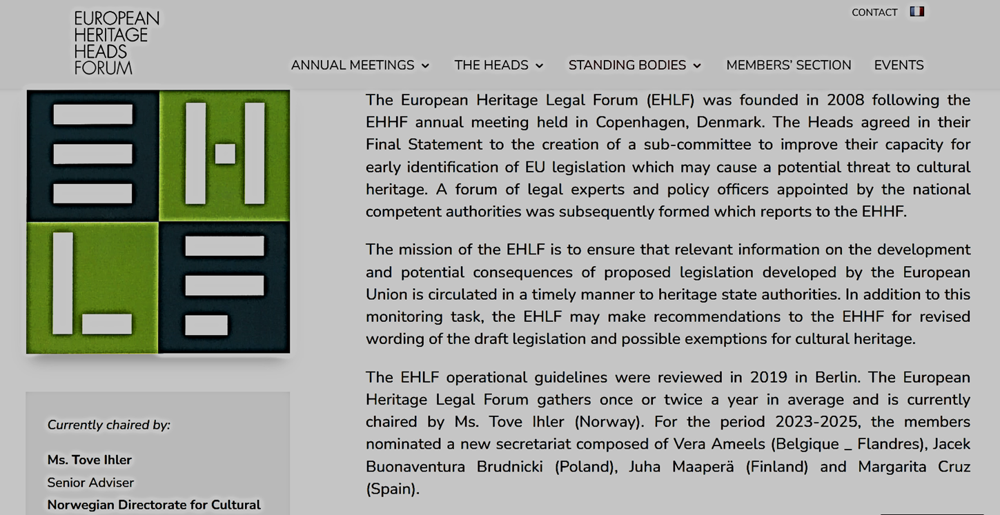 EUROPEAN
HERITAGE
HEADS
FORUM
CONTACT
ANNUAL MEETINGS THE HEADS STANDING BODIES MEMBERS' SECTION EVENTS
EHLF
The European Heritage Legal Forum (EHLF) was founded in 2008 following the
EHHF annual meeting held in Copenhagen, Denmark. The Heads agreed in their
Final Statement to the creation of a sub-committee to improve their capacity for
early identification of EU legislation which may cause a potential threat to cultural
heritage. A forum of legal experts and policy officers appointed by the national
competent authorities was subsequently formed which reports to the EHHF.
The mission of the EHLF is to ensure that relevant information on the development
and potential consequences of proposed legislation developed by the European
Union is circulated in a timely manner to heritage state authorities. In addition to this
monitoring task, the EHLF may make recommendations to the EHHF for revised
wording of the draft legislation and possible exemptions for cultural heritage.
The EHLF operational guidelines were reviewed in 2019 in Berlin. The European
Heritage Legal Forum gathers once or twice a year in average and is currently
chaired by Ms. Tove Ihler (Norway). For the period 2023-2025, the members
nominated a new secretariat composed of Vera Ameels (Belgique _ Flandres), Jacek
Buonaventura Brudnicki (Poland), Juha Maaperä (Finland) and Margarita Cruz
(Spain).
Currently chaired by:
Ms. Tove Ihler
Senior Adviser
Norwegian Directorate for Cultural